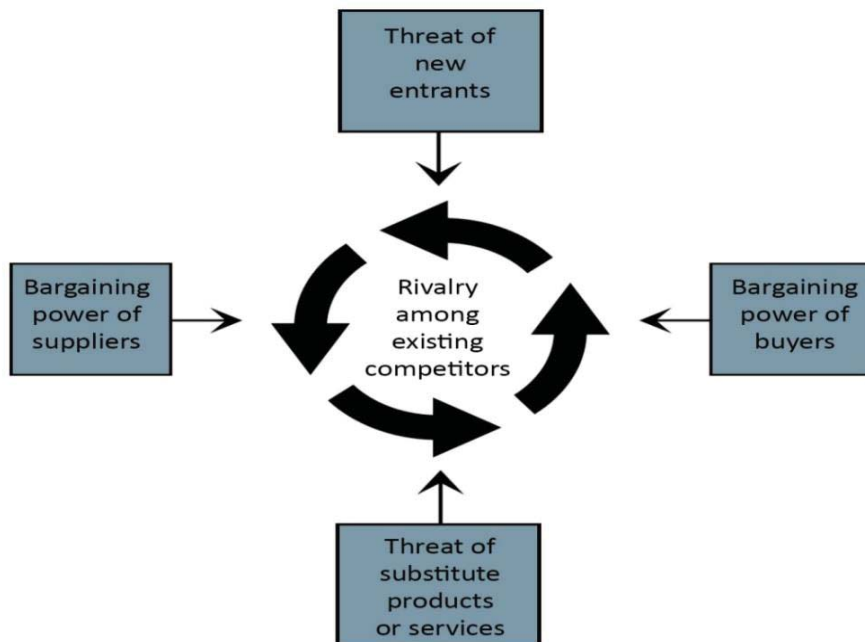 Threat of
new
entrants
Bargaining
power of
suppliers
Rivalry
among
existing
competitors
Bargaining
power of
buyers
Threat of
substitute
products
or services